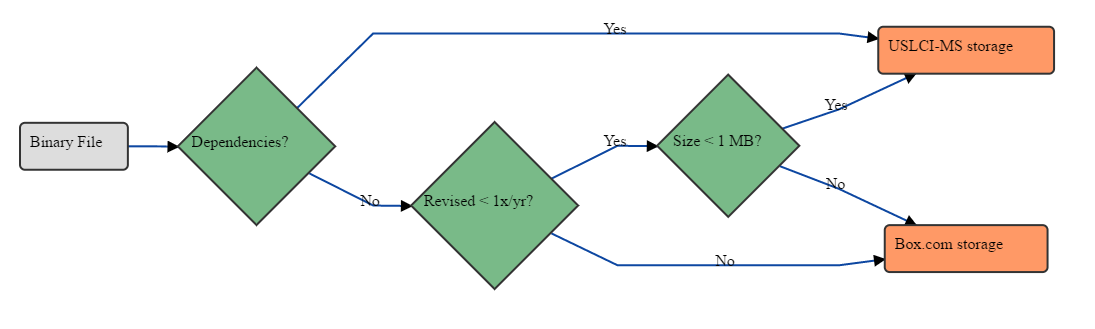 Yes
USLCI-MS storage
Yes
Binary File
Dependencies?
Yes
Size < 1 MB?
No
No
Revised < 1x/yr?
Box.com storage
No